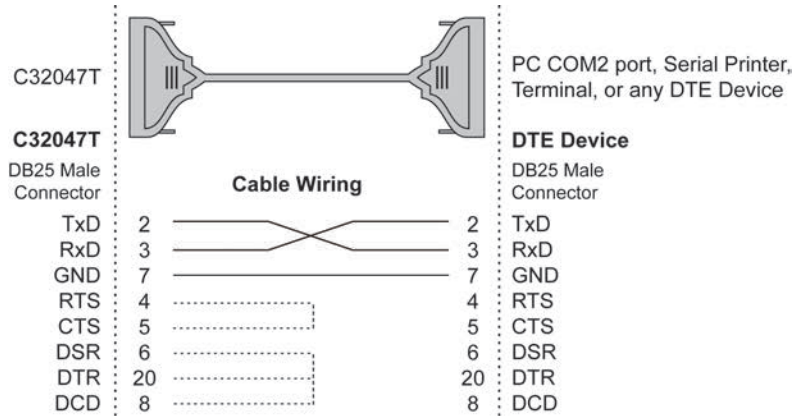 C32047T
PC COM2 port, Serial Printer,
Terminal, or any DTE Device
C32047T
DTE Device
DB25 Male
Connector
DB25 Male
Connector
Cable Wiring
TxD 2 2 TxD
RxD 3 3 RxD
GND 7 7 GND
RTS 4 4 RTS
CTS 5 5 CTS
DSR 6 6 DSR
DTR 20 20 DTR
DCD 8 8 DCD